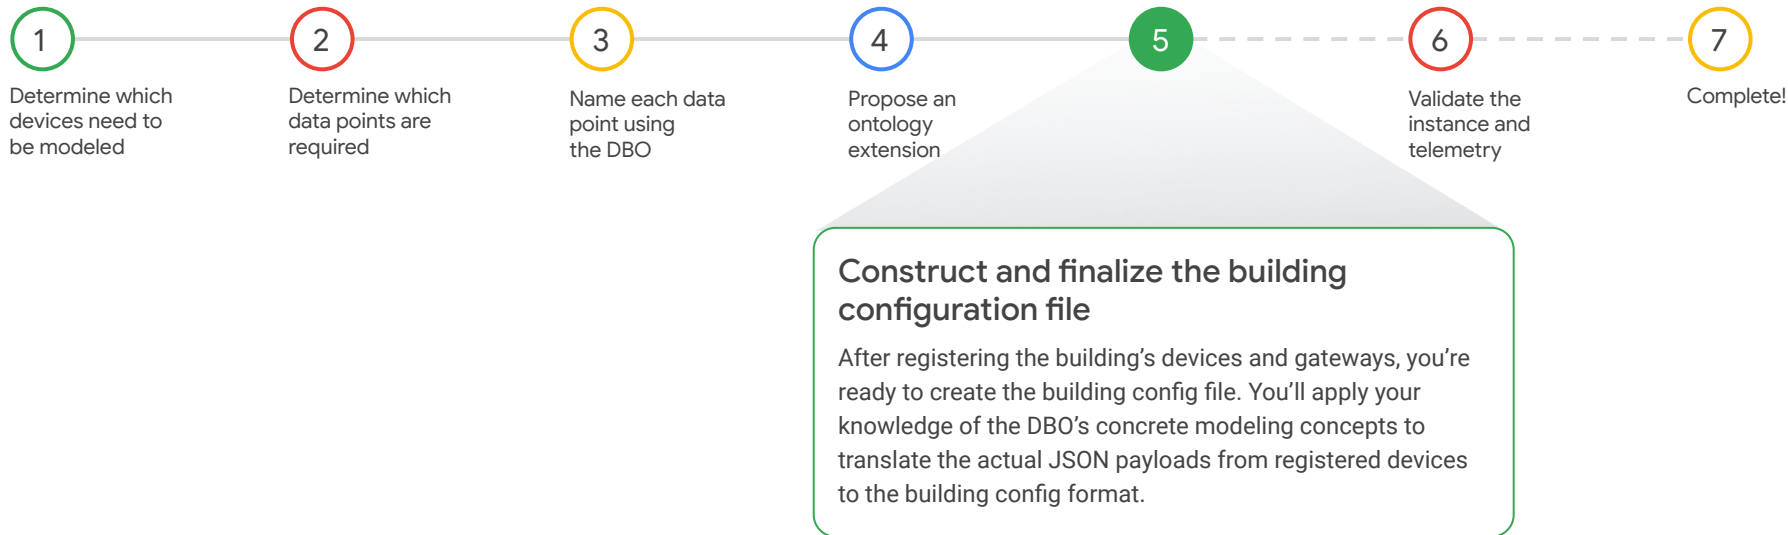 1
Determine which
devices need to
be modeled
2
Determine which
data points are
required
3
Name each data
point using
the DBO
4
Propose an
ontology
extension
5
6
Validate the
instance and
telemetry
7
Complete!
Construct and finalize the building
configuration file
After registering the building’s devices and gateways, you’re
ready to create the building config file. You’ll apply your
knowledge of the DBO’s concrete modeling concepts to
translate the actual JSON payloads from registered devices
to the building config format.